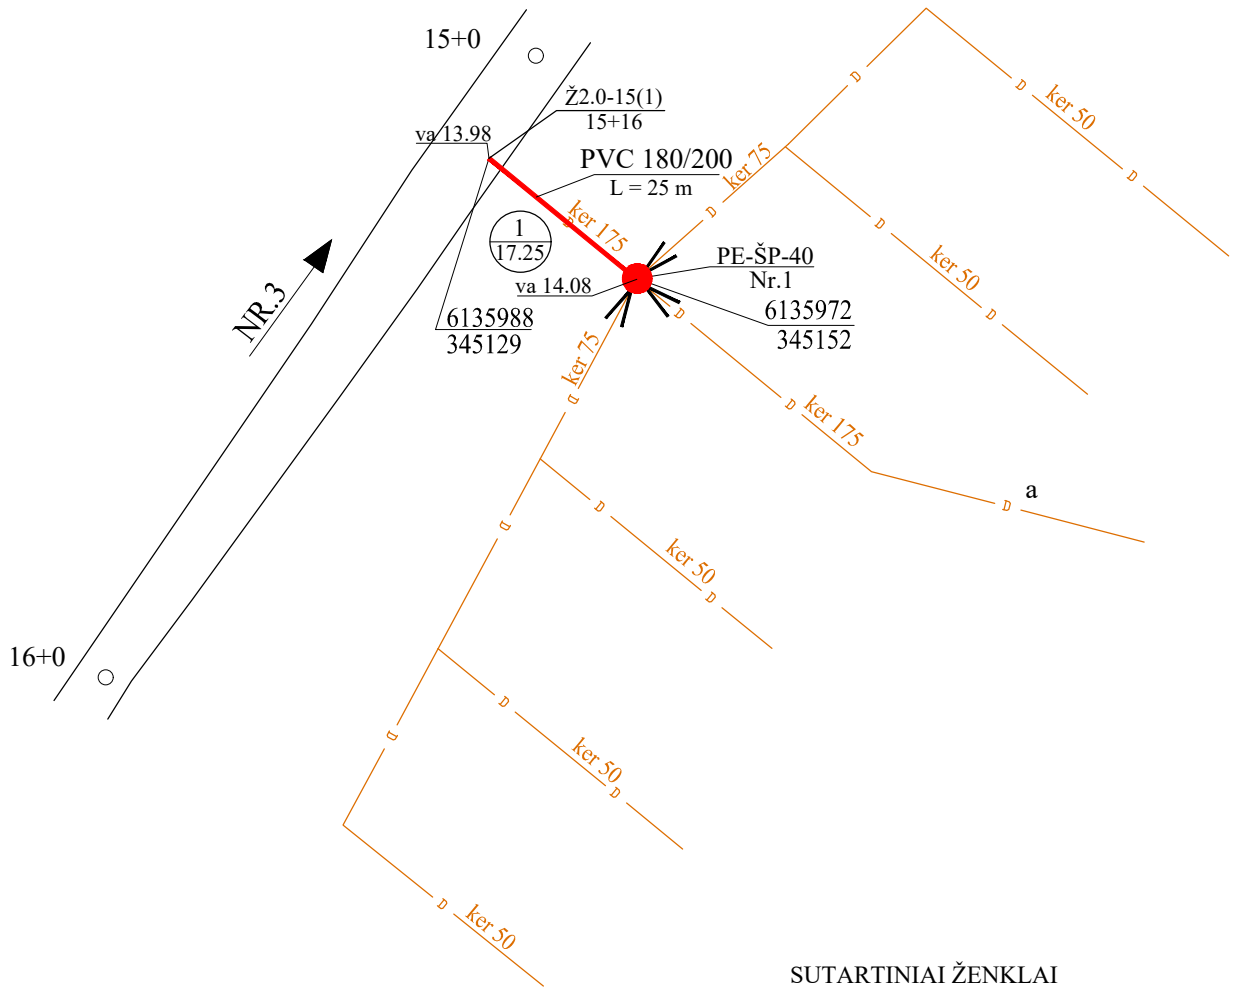 15+0
Ž2.0-15(1)
15+16
va 13.98
PVC 180/200
L = 25 m
ker 175
D
1
17.25
ker 75
D
D
D
ker 50
D
D
ker 50
D
PE-ŠP-40
Nr.1
va 14.08
6135972
345152
6135988
345129
NR.3
ker 75
D
D
D
D
ker 175
a
D
D
ker 50
D
16+0
D
ker 50
D
D
ker 50
SUTARTINIAI ŽENKLAI